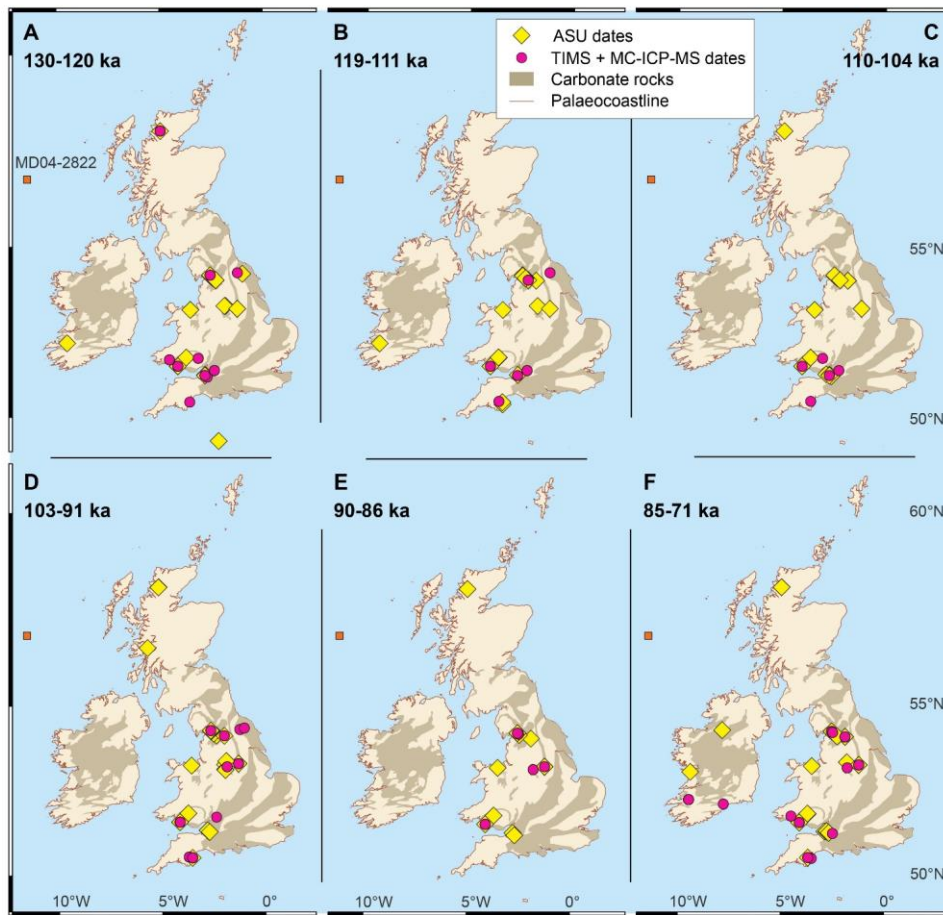 A
130-120 ka
B
119-111 ka
C
110-104 ka
ASU dates
TIMS + MC-ICP-MS dates
Carbonate rocks
Palaeocoastline
MD04-2822
55°N
50°N
D
103-91 ka
E
90-86 ka
F
85-71 ka
60°N
55°N
50°N
10°W
5°W
0°
10°W
5°W
0°
10°W
5°W
0°